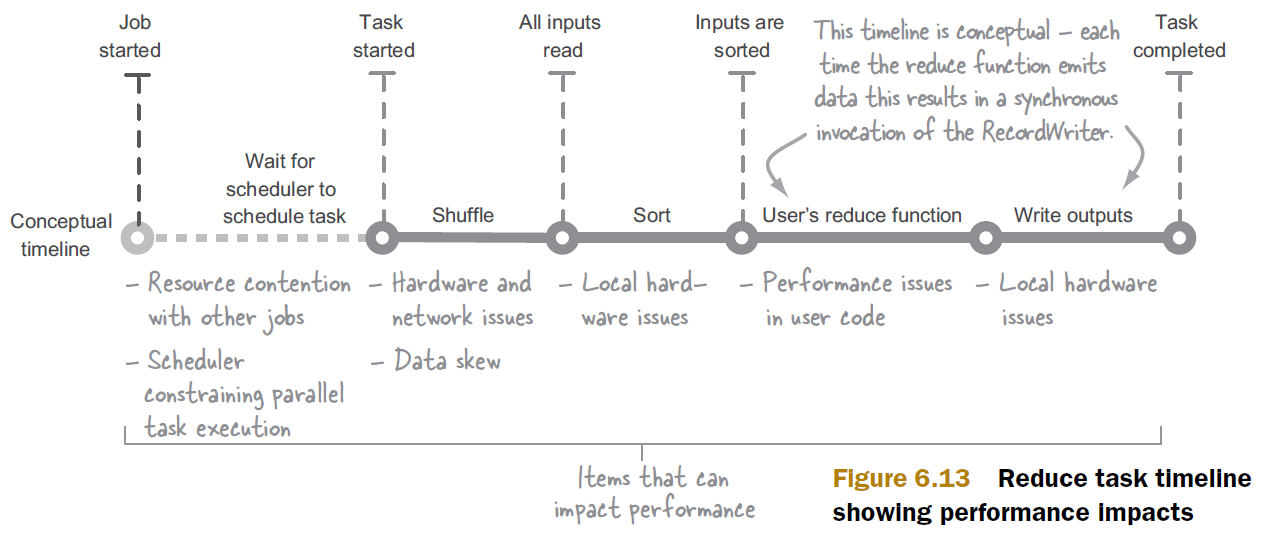 Job
started
Task
started
All inputs
read
Inputs are
sorted
This timeline is conceptual – each
time the reduce function emits
data this results in a synchronous
invocation of the RecordWriter.
Task
completed
Wait for
scheduler to
schedule task
Conceptual
timeline
Shuffle
Sort
User's reduce function
Write outputs
– Resource contention
with other jobs
– Scheduler
constraining parallel
task execution
– Hardware and
network issues
– Data skew
– Local hard–
ware issues
– Performance issues
in user code
– Local hardware
issues
Items that can
impact performance
Figure 6.13 Reduce task timeline
showing performance impacts